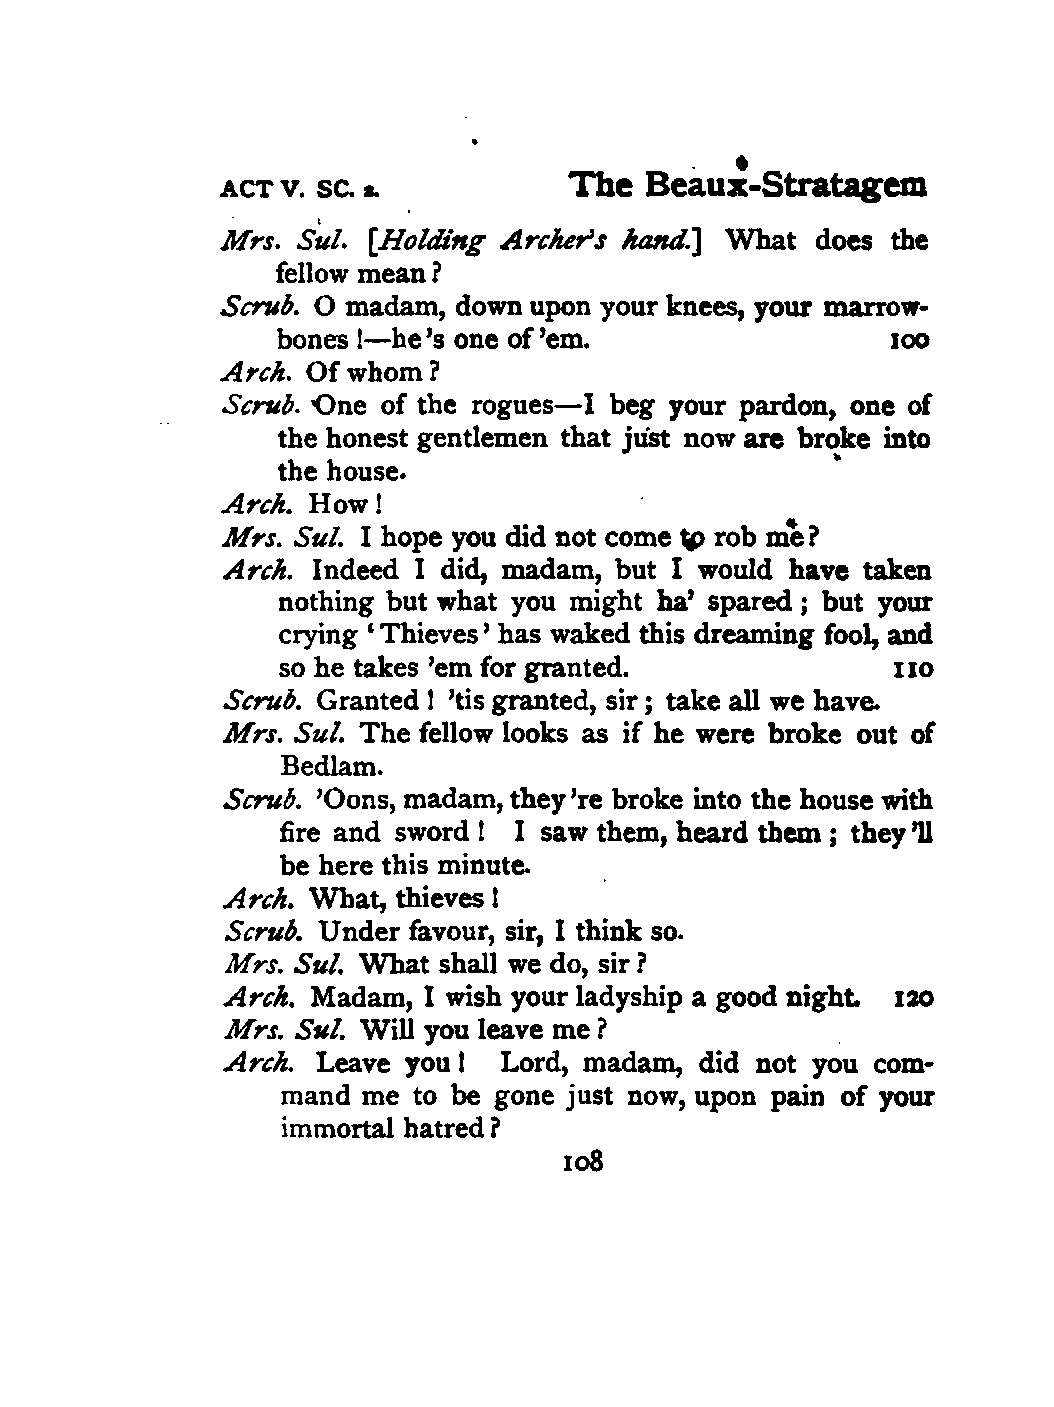 ACT V. SC. 2. The Beaux-Stratagem
Mrs. Sul. [Holding Archer's hand.] What does the
fellow mean?
Scrub. O madam, down upon your knees, your marrow-
bones!—he's one of 'em. 100
Arch. Of whom?
Scrub. One of the rogues—I beg your pardon, one of
the honest gentlemen that just now are broke into
the house.
Arch. How!
Mrs. Sul. I hope you did not come to rob me?
Arch. Indeed I did, madam, but I would have taken
nothing but what you might ha' spared; but your
crying 'Thieves' has waked this dreaming fool, and
so he takes 'em for granted. 110
Scrub. Granted! 'tis granted, sir; take all we have.
Mrs. Sul. The fellow looks as if he were broke out of
Bedlam.
Scrub. 'Oons, madam, they're broke into the house with
fire and sword! I saw them, heard them; they'll
be here this minute.
Arch. What, thieves!
Scrub. Under favour, sir, I think so.
Mrs. Sul. What shall we do, sir?
Arch. Madam, I wish your ladyship a good night. 120
Mrs. Sul. Will you leave me?
Arch. Leave you! Lord, madam, did not you com-
mand me to be gone just now, upon pain of your
immortal hatred?
108